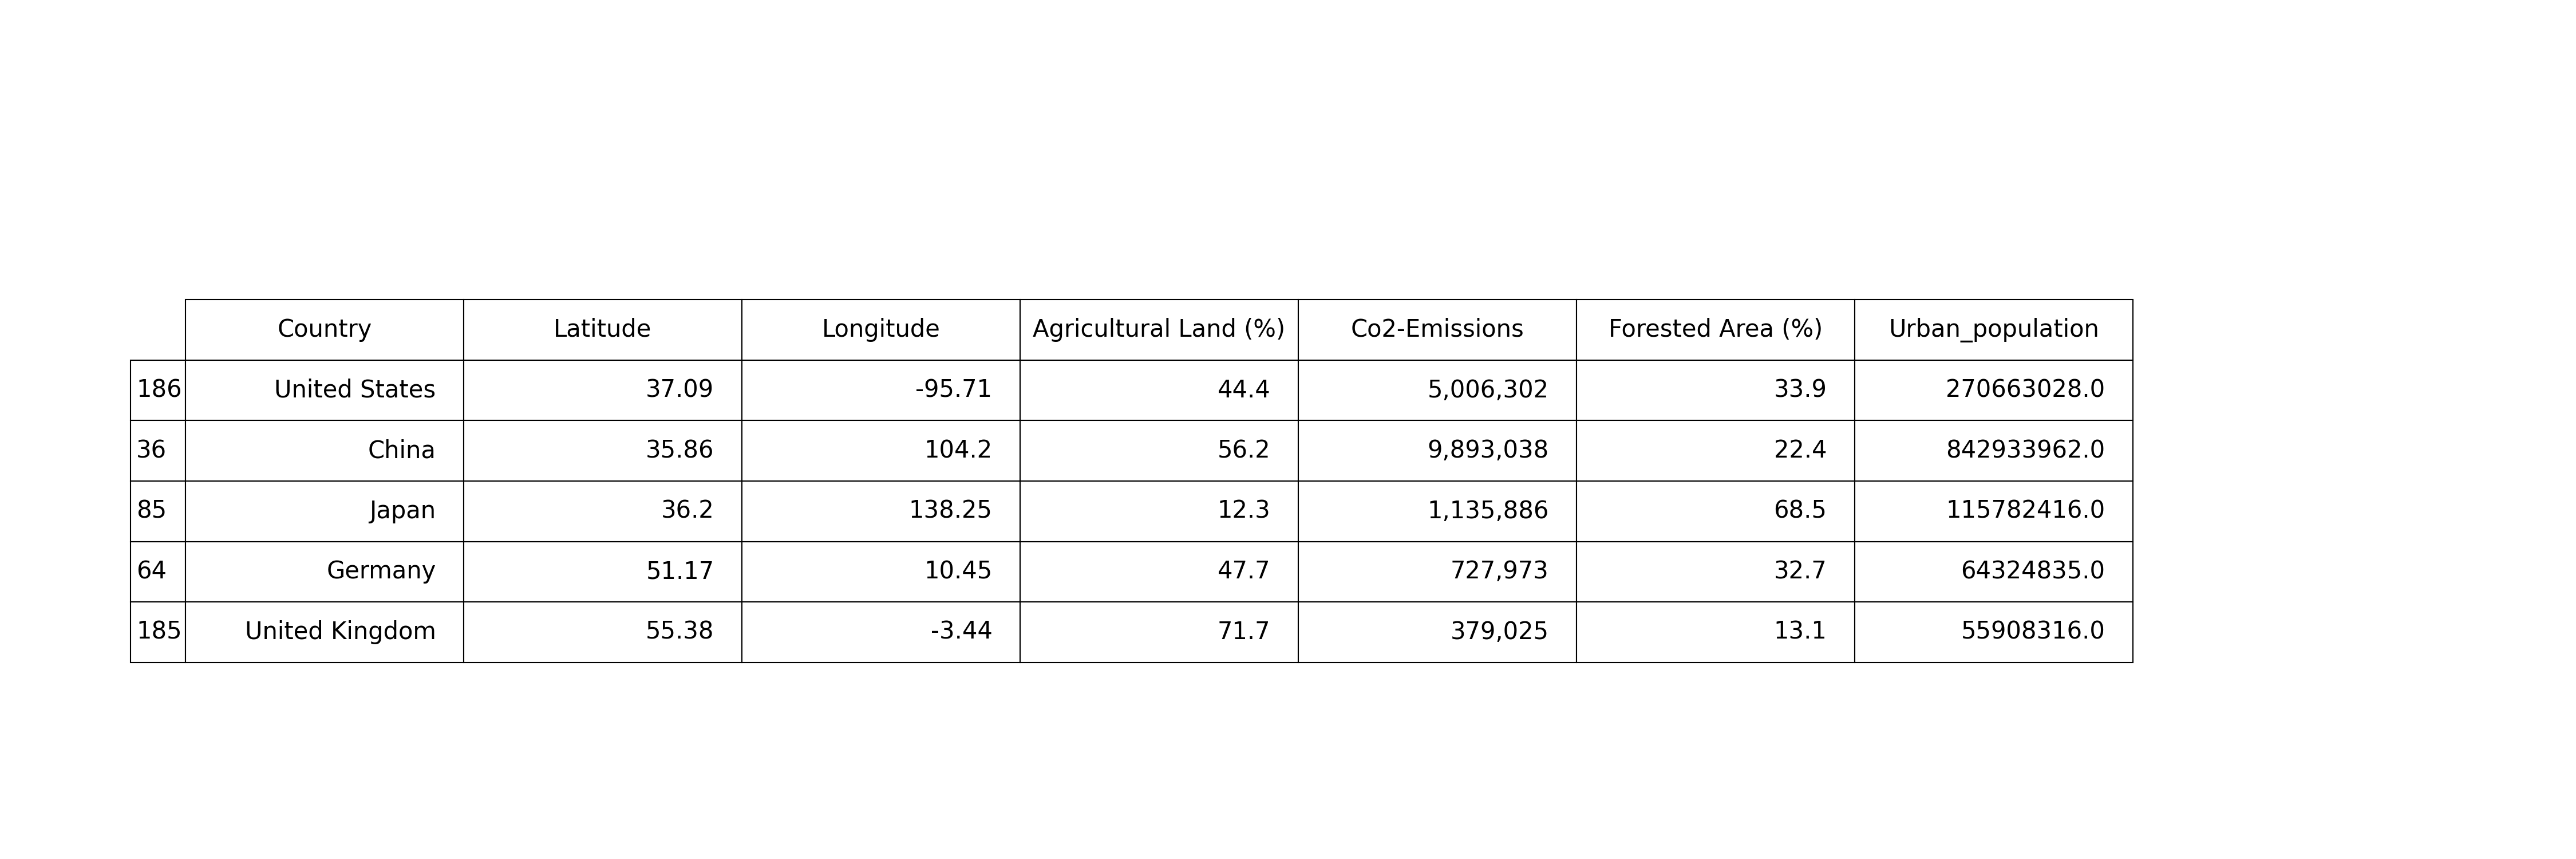 Country Latitude Longitude Agricultural Land (%) Co2-Emissions Forested Area (%) Urban_population
186 United States 37.09 -95.71 44.4 5,006,302 33.9 270663028.0
36 China 35.86 104.2 56.2 9,893,038 22.4 842933962.0
85 Japan 36.2 138.25 12.3 1,135,886 68.5 115782416.0
64 Germany 51.17 10.45 47.7 727,973 32.7 64324835.0
185 United Kingdom 55.38 -3.44 71.7 379,025 13.1 55908316.0